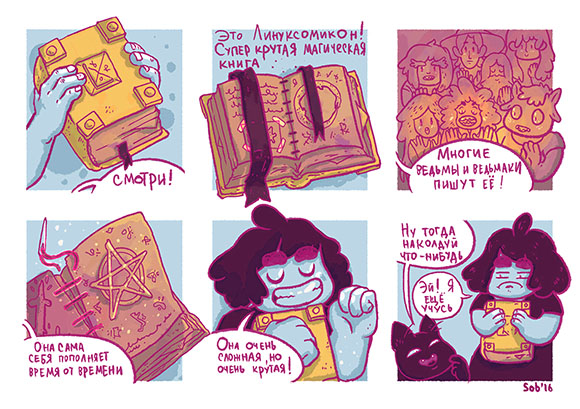 Смотри!
Это Линуксомикон!
Супер крутая магическая
книга!
Многие
ведьмы и ведьмаки
пишут её!
Она сама
себя пополняет
время от времени
Она очень
сложная, но
очень крутая!
Ну тогда
наколдуй
что-нибудь
Эй! Я
ещё
учусь
Sob'16